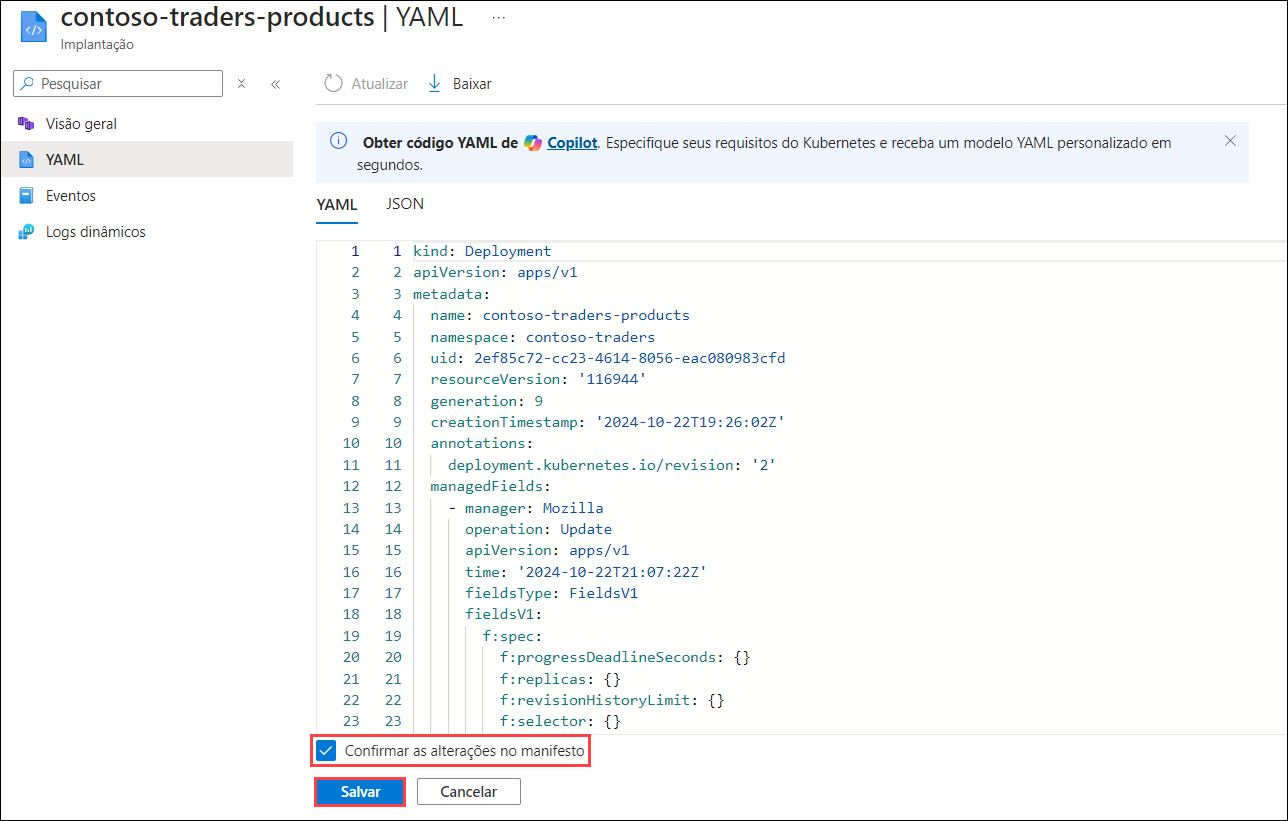 contoso-traders-products | YAML ...
Implantação
Pesquisar
Visão geral
YAML
Eventos
Logs dinâmicos
Atualizar Baixar
Obter código YAML de Copilot. Especifique seus requisitos do Kubernetes e receba um modelo YAML personalizado em
segundos.
YAML JSON
1 1 kind: Deployment
2 2 apiVersion: apps/v1
3 3 metadata:
4 4 name: contoso-traders-products
5 5 namespace: contoso-traders
6 6 uid: 2ef85c72-cc23-4614-8056-eac080983cfd
7 7 resourceVersion: '116944'
8 8 generation: 9
9 9 creationTimestamp: '2024-10-22T19:26:02Z'
10 10 annotations:
11 11 deployment.kubernetes.io/revision: '2'
12 12 managedFields:
13 13 - manager: Mozilla
14 14 operation: Update
15 15 apiVersion: apps/v1
16 16 time: '2024-10-22T21:07:22Z'
17 17 fieldsType: FieldsV1
18 18 fieldsV1:
19 19 f:spec:
20 20 f:progressDeadlineSeconds: {}
21 21 f:replicas: {}
22 22 f:revisionHistoryLimit: {}
23 23 f:selector: {}
Confirmar as alterações no manifesto
Salvar Cancelar